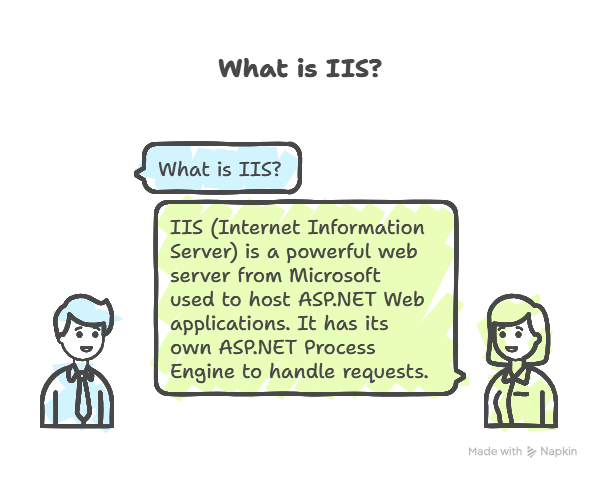 What is IIS?
What is IIS?
IIS (Internet Information
Server) is a powerful web
server from Microsoft
used to host ASP.NET Web
applications. It has its
own ASP.NET Process
Engine to handle requests.
Made with Napkin